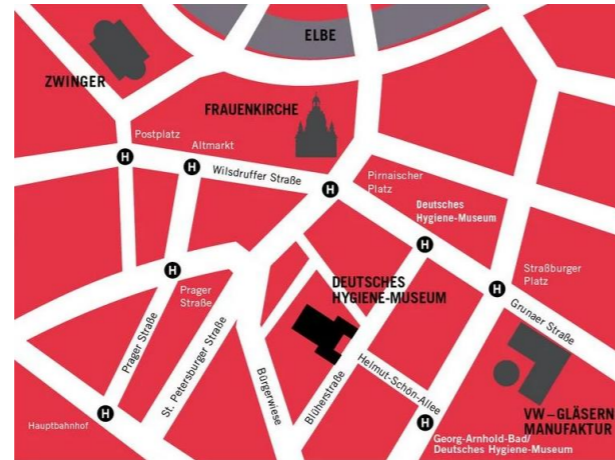 ELBE
ZWINGER
FRAUENKIRCHE
Postplatz
Altmarkt
H
H
Wilsdruffer Straße
H
Pirnaischer
Platz
Deutsches
Hygiene-Museum
H
Straßburger
Platz
H
H
Prager
Straße
DEUTSCHES
HYGIENE-MUSEUM
Grunaer Straße
Prager Straße
St. Petersburger Straße
Bürgerwiese
Blüherstraße
Helmut-Schön-Allee
VW–GLÄSERN
MANUFAKTUR
H
Hauptbahnhof
H
Georg-Arnhold-Bad/
Deutsches Hygiene-Museum